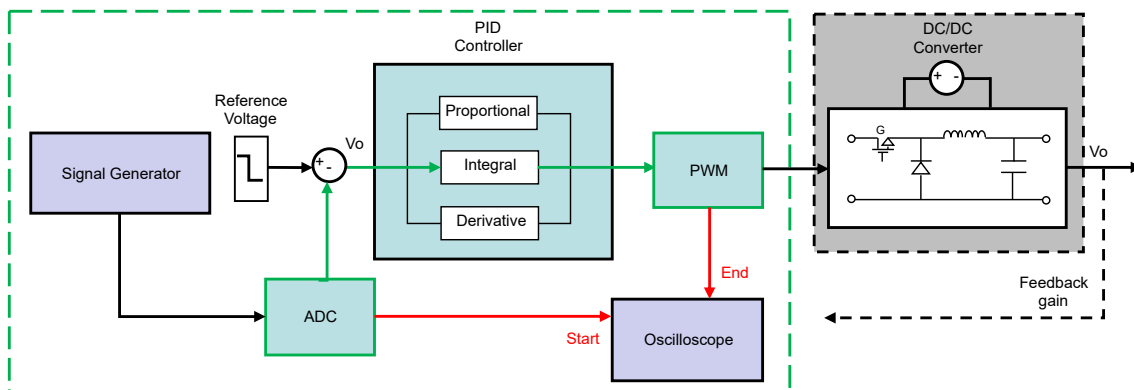 PID
Controller
DC/DC
Converter
+ -
Reference
Voltage
Proportional
G
Signal Generator
+
-
Vo
Integral
PWM
Vo
Derivative
End
Feedback
gain
ADC
Start
Oscilloscope